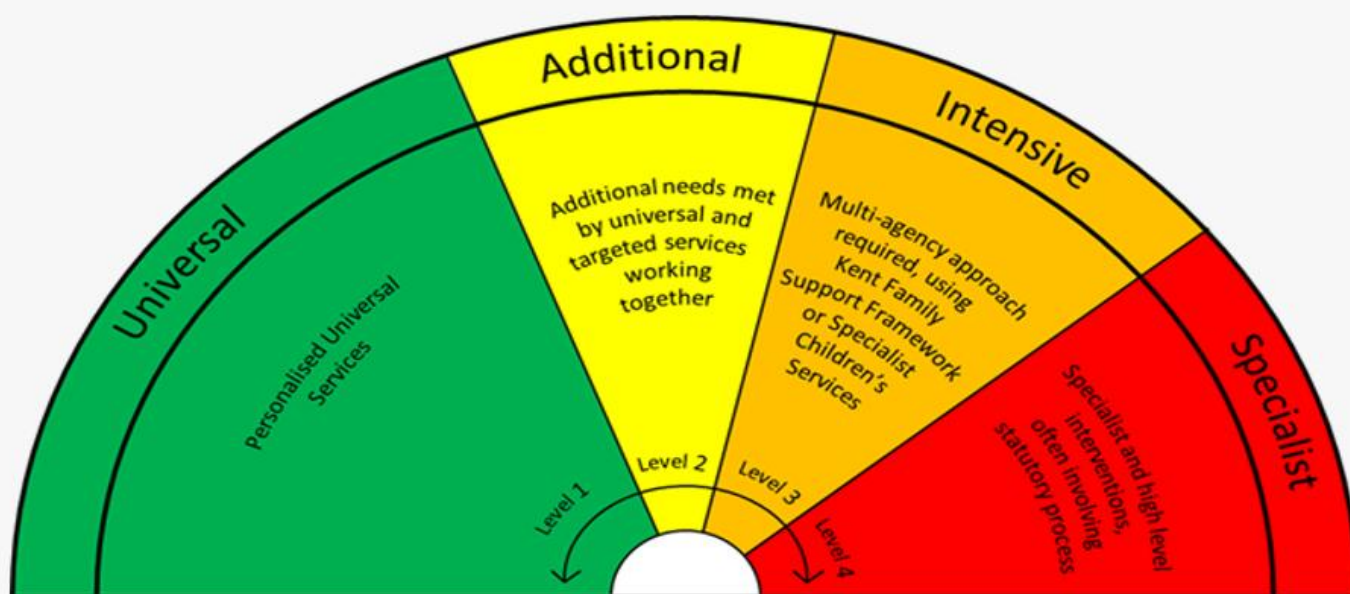 Universal
Personalised Universal
Services
Level 1
Additional
Additional needs met
by universal and
targeted services
working
together
Level 2
Intensive
Multi-agency approach
required, using
Kent Family
Support Framework
or Specialist
Children's
Services
Level 3
Specialist
Specialist and high level
interventions,
often involving
statutory process
Level 4